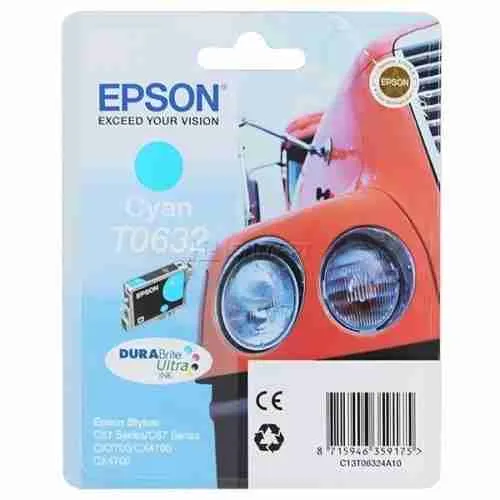 EPSON
EXCEED YOUR VISION
EPSON
Cyan
T0632
EPSON
DURABrite
Ultra
INK
Epson Stylus
C67 Series/C87 Series
CX3700/CX4100
CX4700
CE
8 715946 359175 >
C13T06324A10